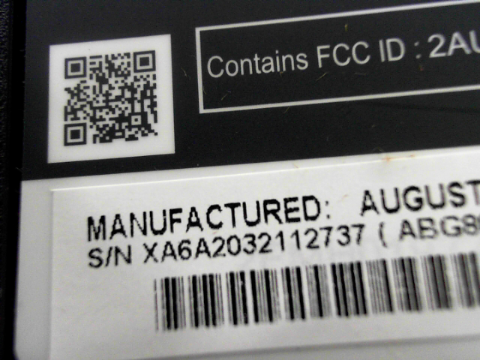 Contains FCC ID : 2AU
MANUFACTURED: AUGUST
S/N XA6A2032112737 ( ABG8